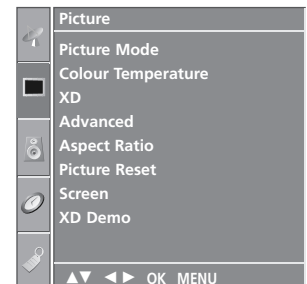 Picture
Picture Mode
Colour Temperature
XD
Advanced
Aspect Ratio
Picture Reset
Screen
XD Demo
▲▼ ◄► OK MENU